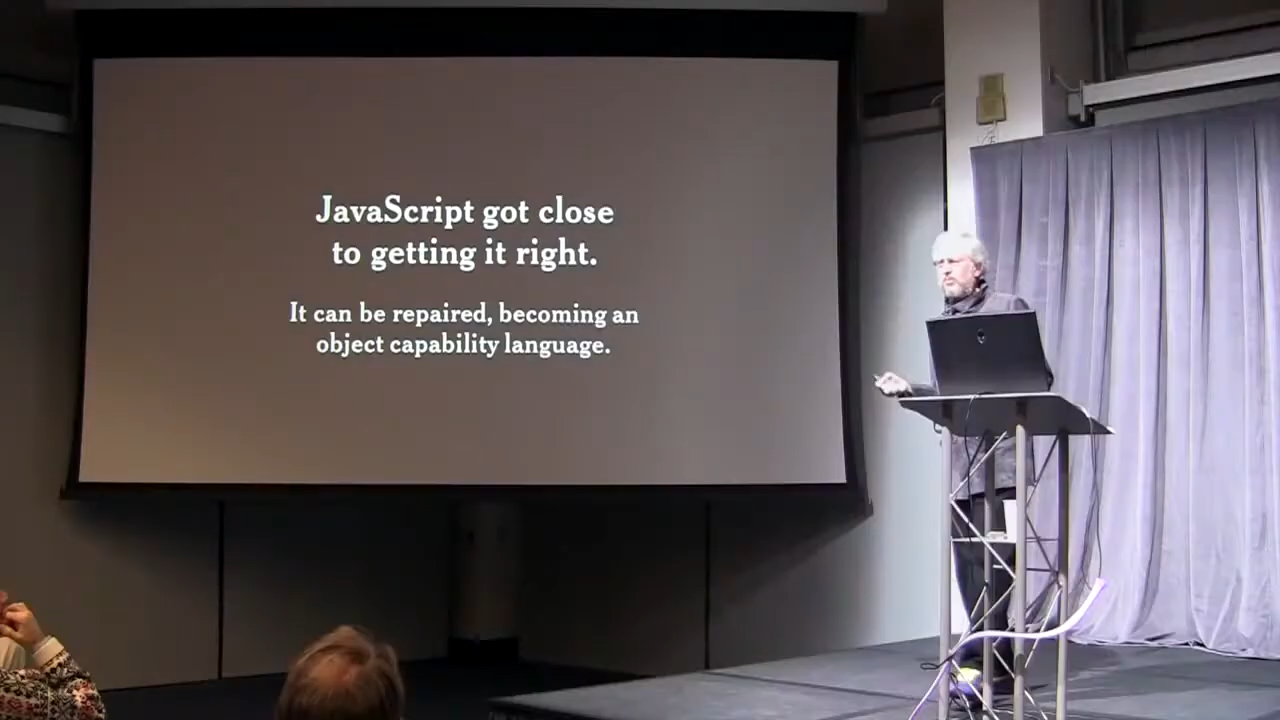 JavaScript got close
to getting it right.
It can be repaired, becoming an
object capability language.